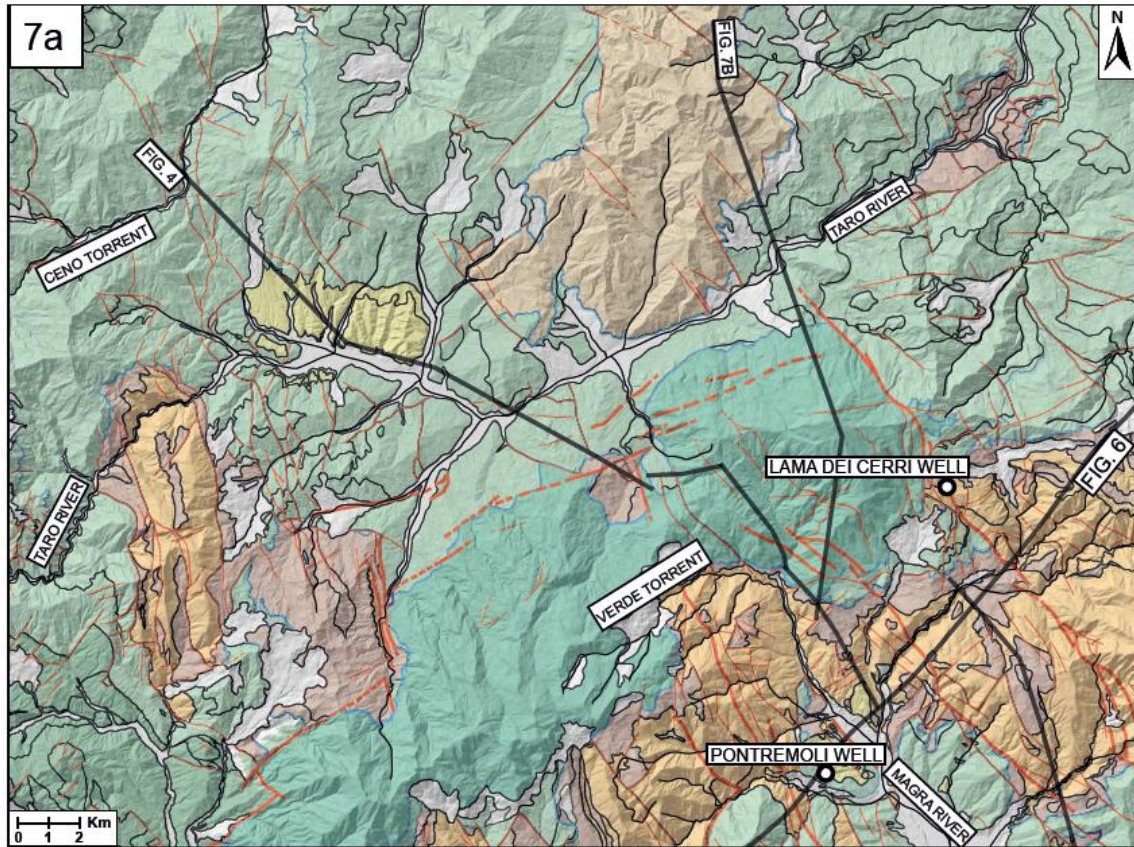 7a
FIG. 7B
N
FIG. 4
TARO RIVER
CENO TORRENT
LAMA DEI CERRI WELL
FIG. 6
TARO RIVER
VERDE TORRENT
PONTREMOLI WELL
MAGRA RIVER
Km
0 1 2